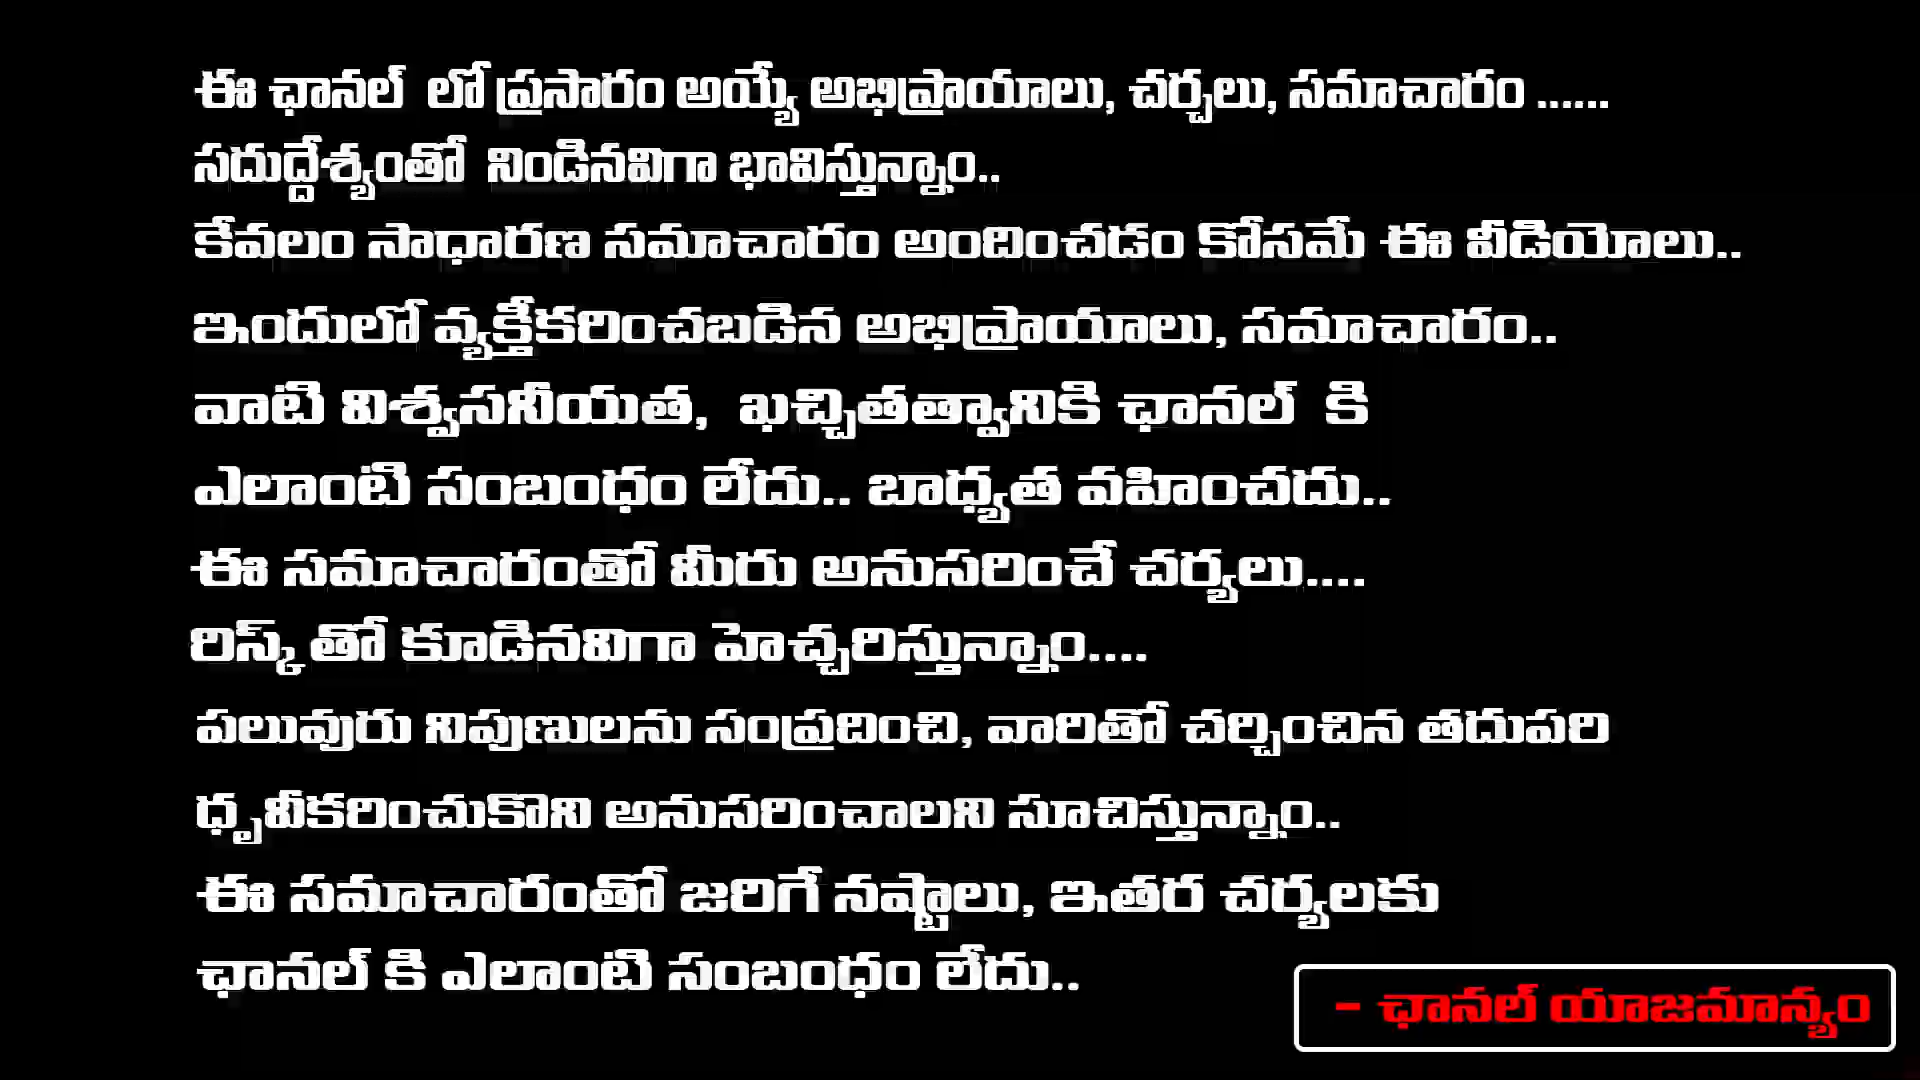 ఈ ఛానల్ లో ప్రసారం అయ్యే అభిప్రాయాలు, చర్చలు, సమాచారం ......
సదుద్దేశ్యంతో నిండినవిగా భావిస్తున్నాం..
కేవలం సాధారణ సమాచారం అందించడం కోసమే ఈ వీడియోలు..
ఇందులో వ్యక్తీకరించబడిన అభిప్రాయాలు, సమాచారం..
వాటి విశ్వసనీయత, ఖచ్చితత్వానికి ఛానల్ కి
ఎలాంటి సంబంధం లేదు.. బాధ్యత వహించదు..
ఈ సమాచారంతో మీరు అనుసరించే చర్యలు....
రిస్క్ తో కూడినవిగా హెచ్చరిస్తున్నాం....
పలువురు నిపుణులను సంప్రదించి, వారితో చర్చించిన తదుపరి
ధృవీకరించుకొని అనుసరించాలని సూచిస్తున్నాం..
ఈ సమాచారంతో జరిగే నష్టాలు, ఇతర చర్యలకు
ఛానల్ కి ఎలాంటి సంబంధం లేదు..
- ఛానల్ యాజమాన్యం